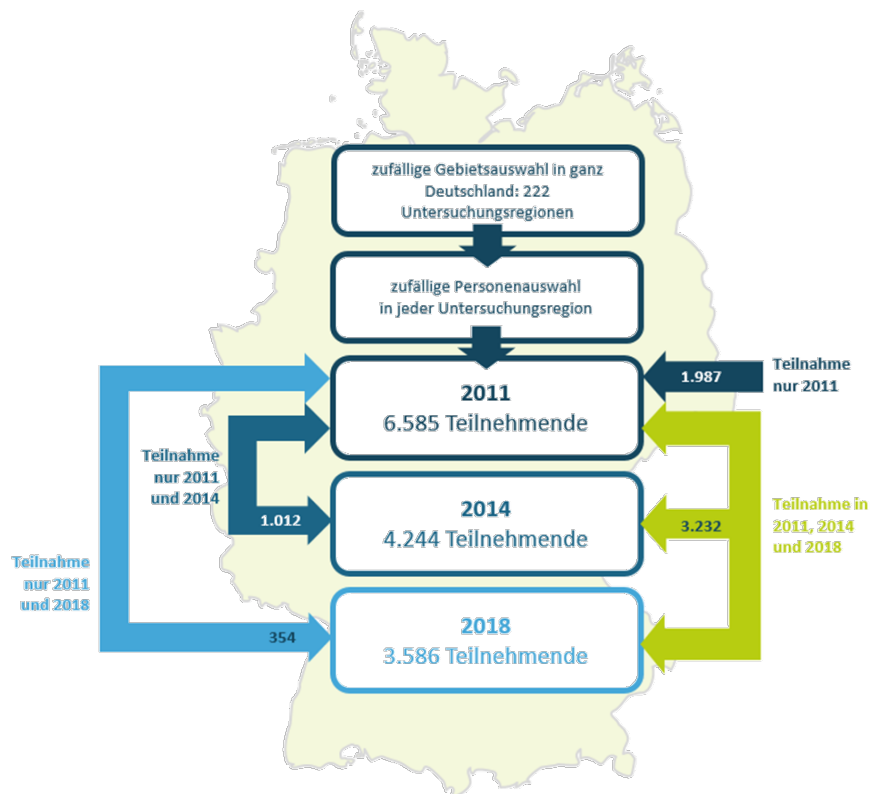 zufällige Gebietsauswahl in ganz
Deutschland: 222
Untersuchungsregionen
zufällige Personenauswahl
in jeder Untersuchungsregion
2011
6.585 Teilnehmende
1.987
Teilnahme
nur 2011
Teilnahme
nur 2011
und 2014
1.012
2014
4.244 Teilnehmende
3.232
Teilnahme in
2011, 2014
und 2018
Teilnahme
nur 2011
und 2018
354
2018
3.586 Teilnehmende